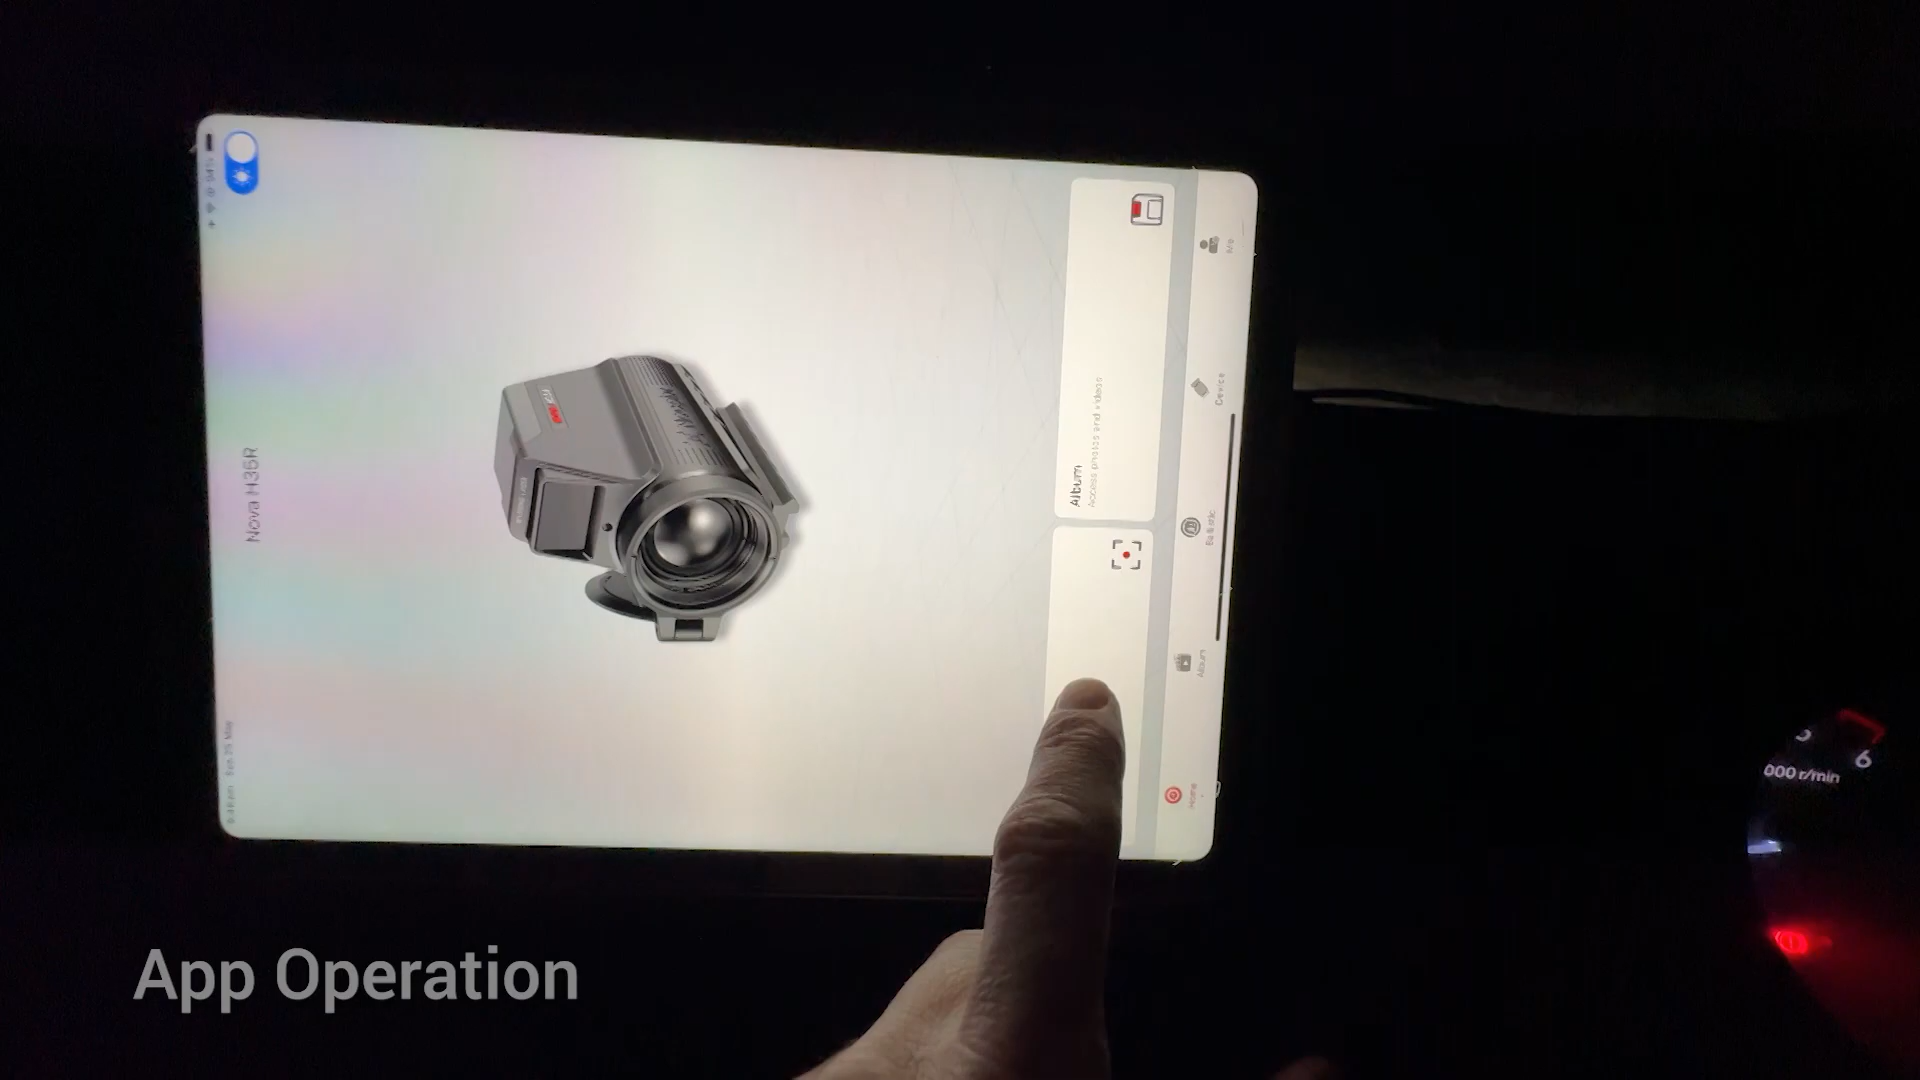 Nova H35R
Album
Access photos and videos
Home
Album
Ballistic
Device
Me
000 r/min
6
App Operation